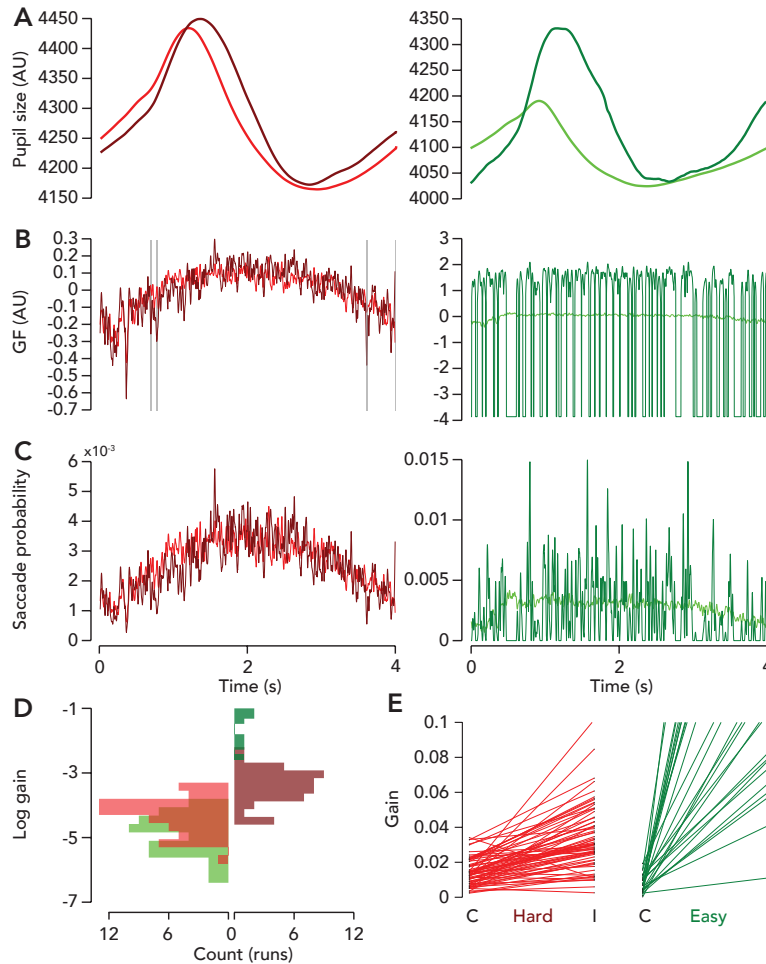 A
Pupil size (AU)
4450
4400
4350
4300
4250
4200
4150
4350
4300
4250
4200
4150
4100
4050
4000
B
GF (AU)
0.3
0.2
0.1
0
-0.1
-0.2
-0.3
-0.4
-0.5
-0.6
-0.7
3
2
1
0
-1
-2
-3
-4
C
Saccade probability
x10-3
6
5
4
3
2
1
0
0 2 4
Time (s)
0.015
0.01
0.005
0
0 2 4
Time (s)
D
Log gain
-1
-3
-5
-7
12 6 0 6 12
Count (runs)
E
Gain
0.1
0.08
0.06
0.04
0.02
0
C Hard I
C Easy